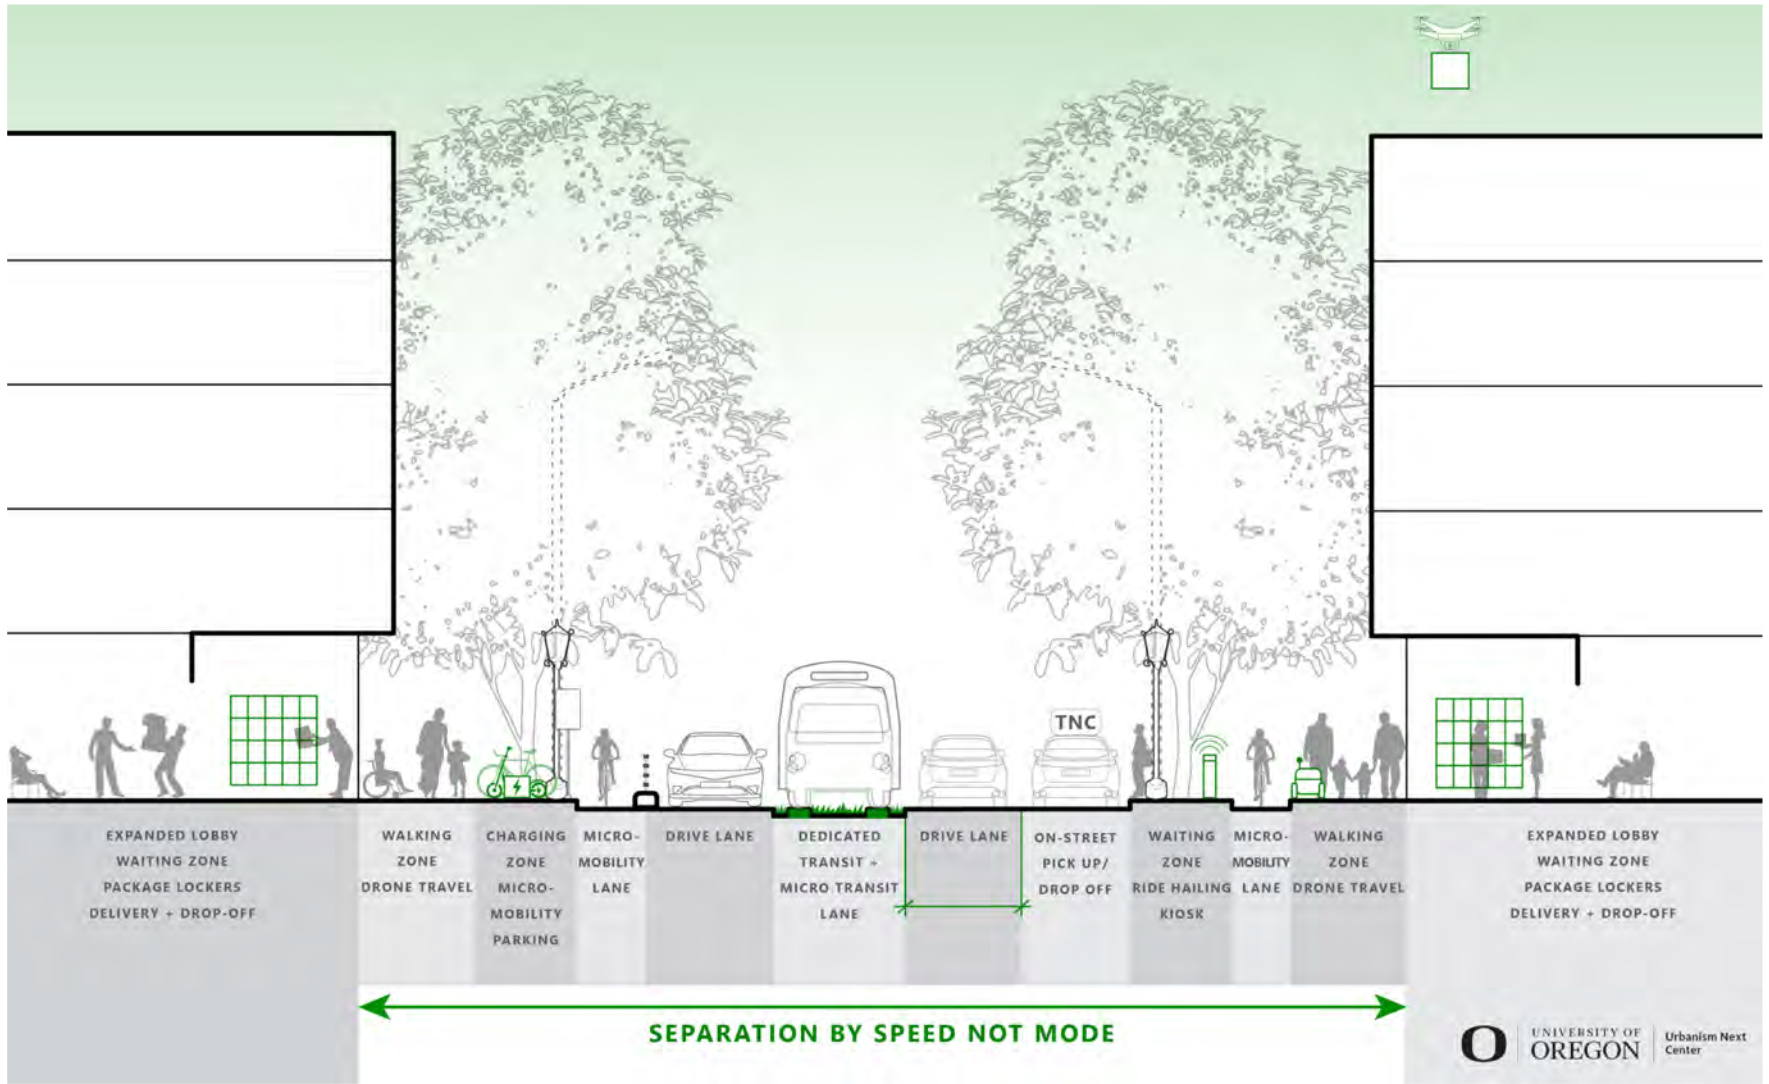 TNC
EXPANDED LOBBY
WAITING ZONE
PACKAGE LOCKERS
DELIVERY + DROP-OFF
WALKING
ZONE
DRONE TRAVEL
CHARGING
ZONE
MICRO-
MOBILITY
PARKING
MICRO-
MOBILITY
LANE
DRIVE LANE
DEDICATED
TRANSIT +
MICRO TRANSIT
LANE
DRIVE LANE
ON-STREET
PICK UP/
DROP OFF
WAITING
ZONE
RIDE HAILING
KIOSK
MICRO-
MOBILITY
LANE
WALKING
ZONE
DRONE TRAVEL
EXPANDED LOBBY
WAITING ZONE
PACKAGE LOCKERS
DELIVERY + DROP-OFF
SEPARATION BY SPEED NOT MODE
O
UNIVERSITY OF
OREGON
Urbanism Next
Center